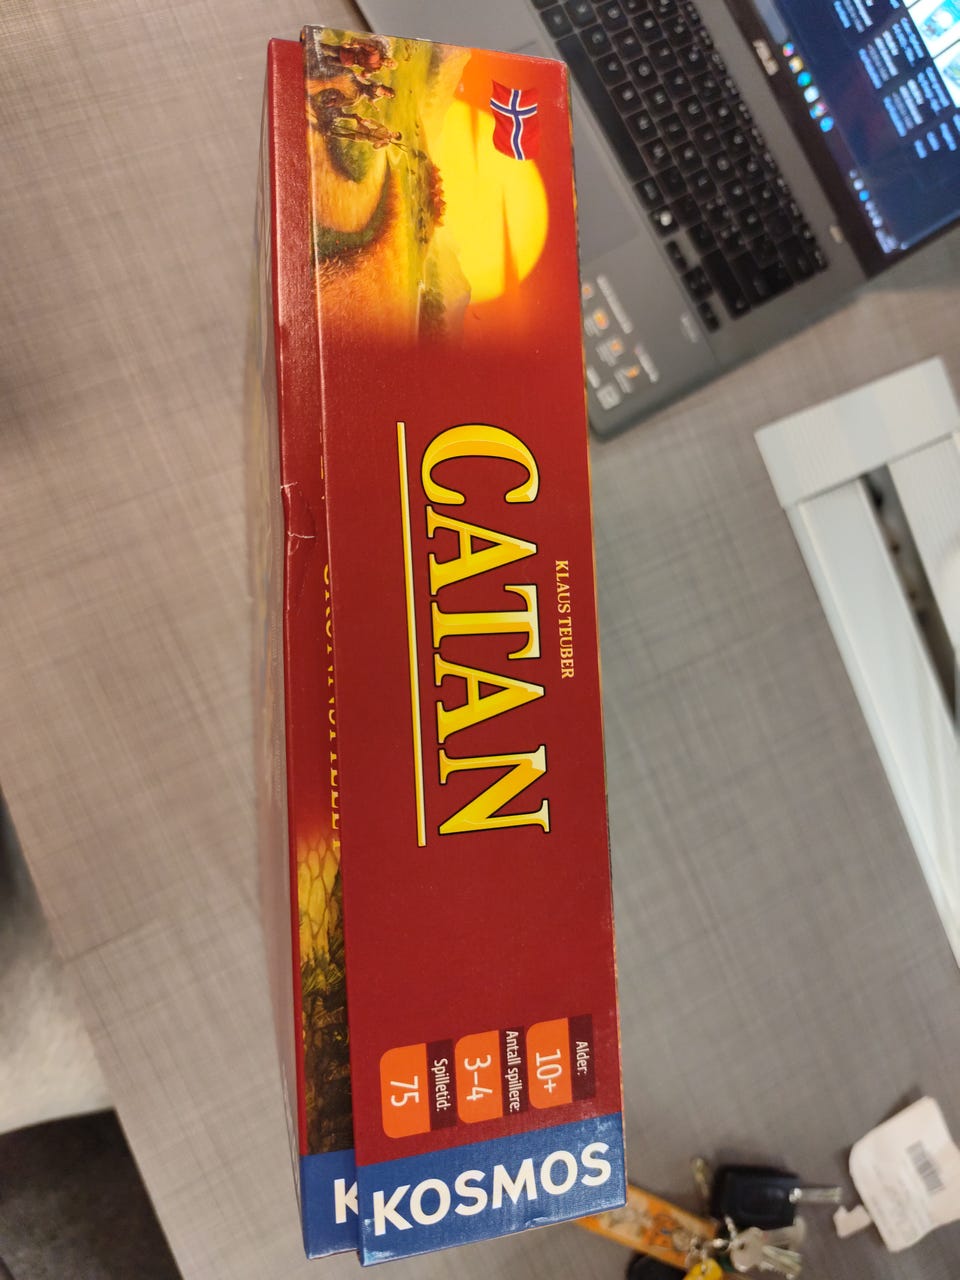 KLAUS TEUBER
CATAN
Alder:
10+
Antall spillere:
3–4
Spilletid:
75
KOSMOS
K